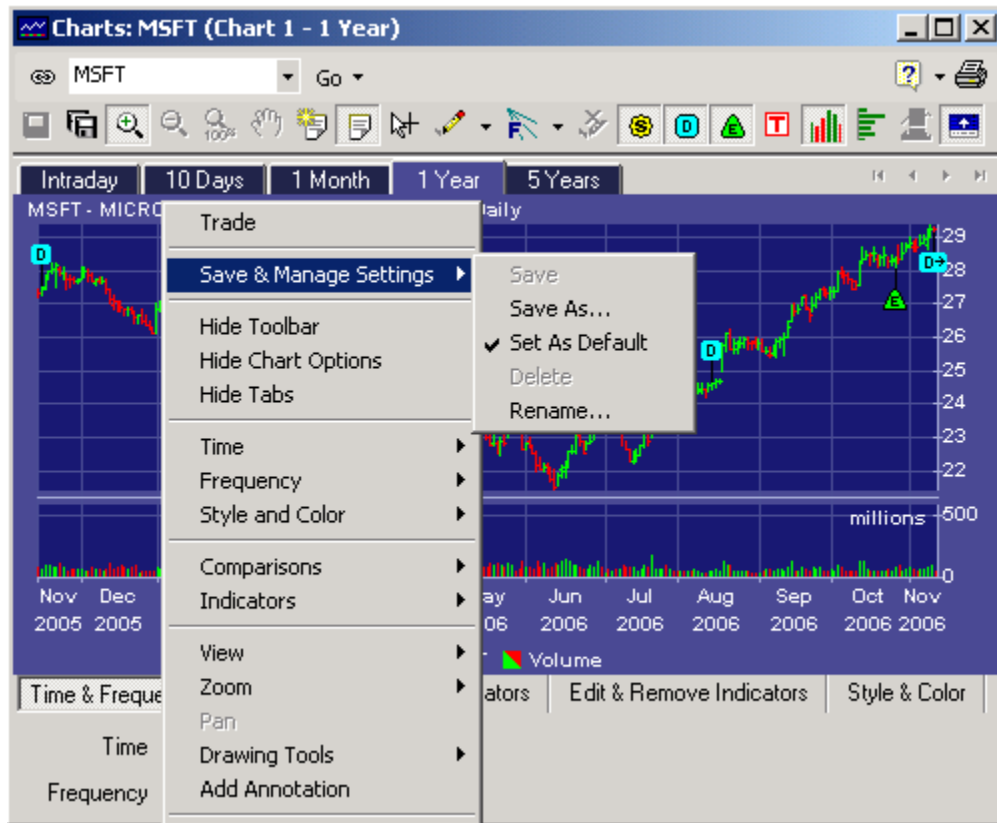 Charts: MSFT (Chart 1 - 1 Year)
MSFT Go ?
100% S D E T
Intraday 10 Days 1 Month 1 Year 5 Years
MSFT - MICRO
Daily
D
D
D
E
29
28
27
26
25
24
23
22
millions
500
0
Nov Dec Jun Jul Aug Sep Oct Nov
2005 2005 2006 2006 2006 2006 2006 2006
Volume
Trade
Save & Manage Settings
Hide Toolbar
Hide Chart Options
Hide Tabs
Time
Frequency
Style and Color
Comparisons
Indicators
View
Zoom
Pan
Drawing Tools
Add Annotation
Save
Save As...
Set As Default
Delete
Rename...
Time & Freque
Edit & Remove Indicators Style & Color
Time
Frequency